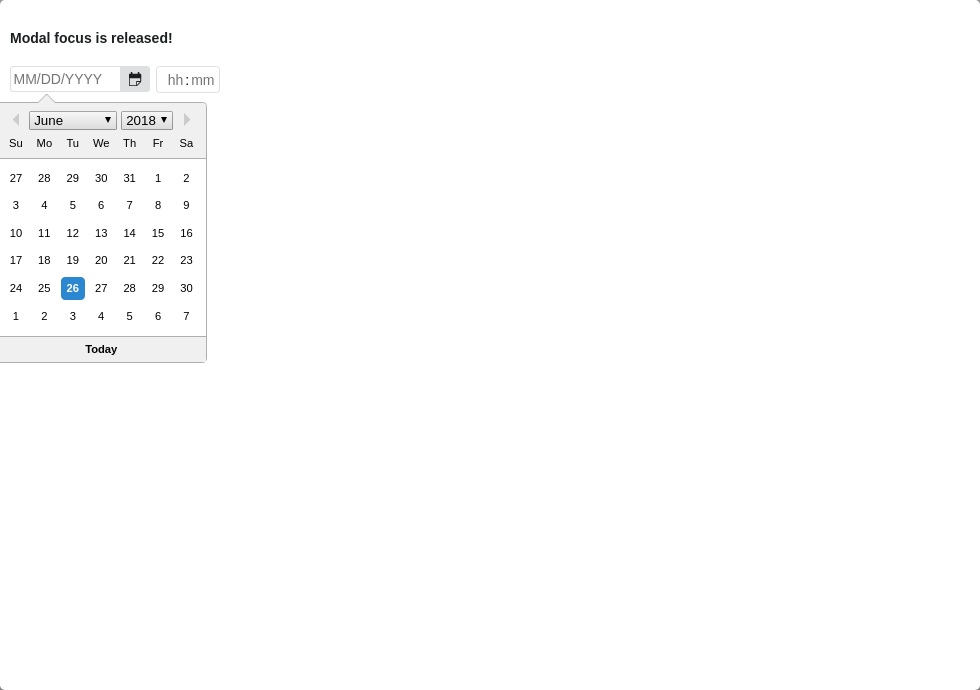 Modal focus is released!
MM/DD/YYYY hh:mm
June 2018
Su Mo Tu We Th Fr Sa
27 28 29 30 31 1 2
3 4 5 6 7 8 9
10 11 12 13 14 15 16
17 18 19 20 21 22 23
24 25 26 27 28 29 30
1 2 3 4 5 6 7
Today